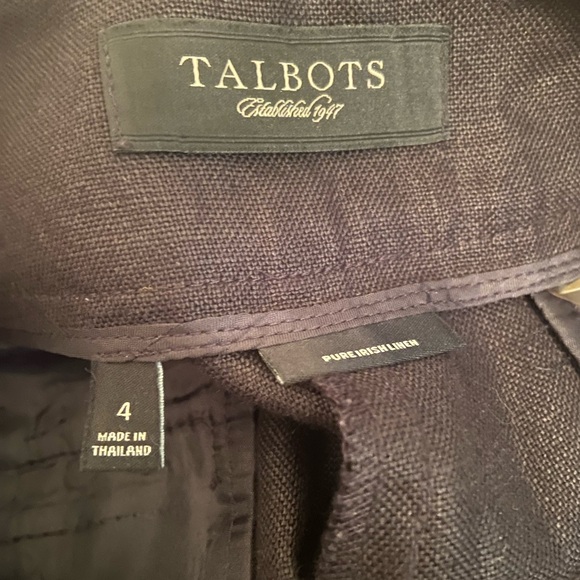 TALBOTS
Established 1947
PURE IRISH LINEN
4
MADE IN
THAILAND